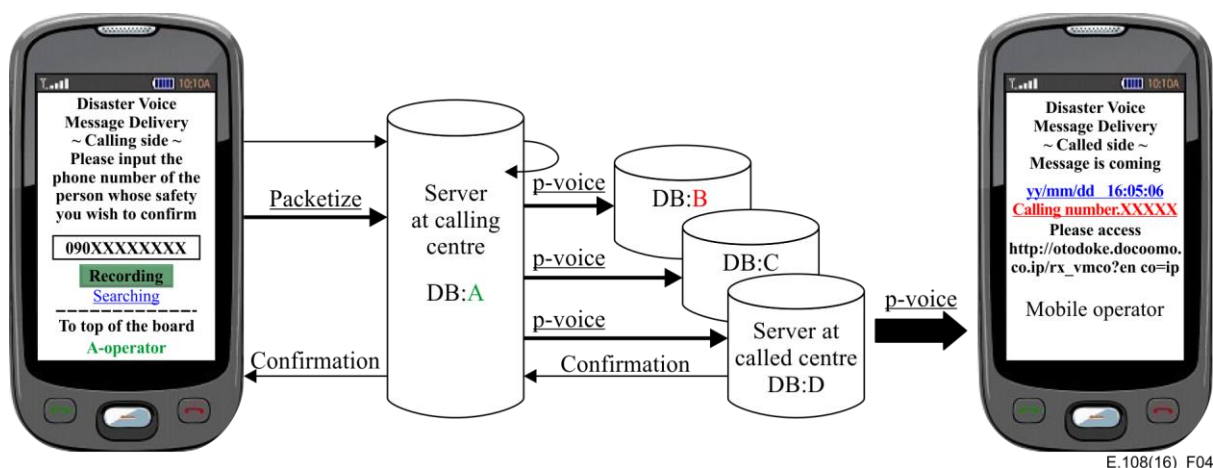 10:10A
Disaster Voice
Message Delivery
~ Calling side ~
Please input the
phone number of the
person whose safety
you wish to confirm
090XXXXXXXX
Recording
Searching
To top of the board
A-operator
Packetize
Confirmation
Server
at calling
centre
DB:A
p-voice
p-voice
p-voice
Confirmation
DB:B
DB:C
Server at
called centre
DB:D
p-voice
10:10A
Disaster Voice
Message Delivery
~ Called side ~
Message is coming
yy/mm/dd 16:05:06
Calling number.XXXXX
Please access
http://otodoke.docoomo.
co.ip/rx_vmco?en co=ip
Mobile operator
E.108(16)_F04